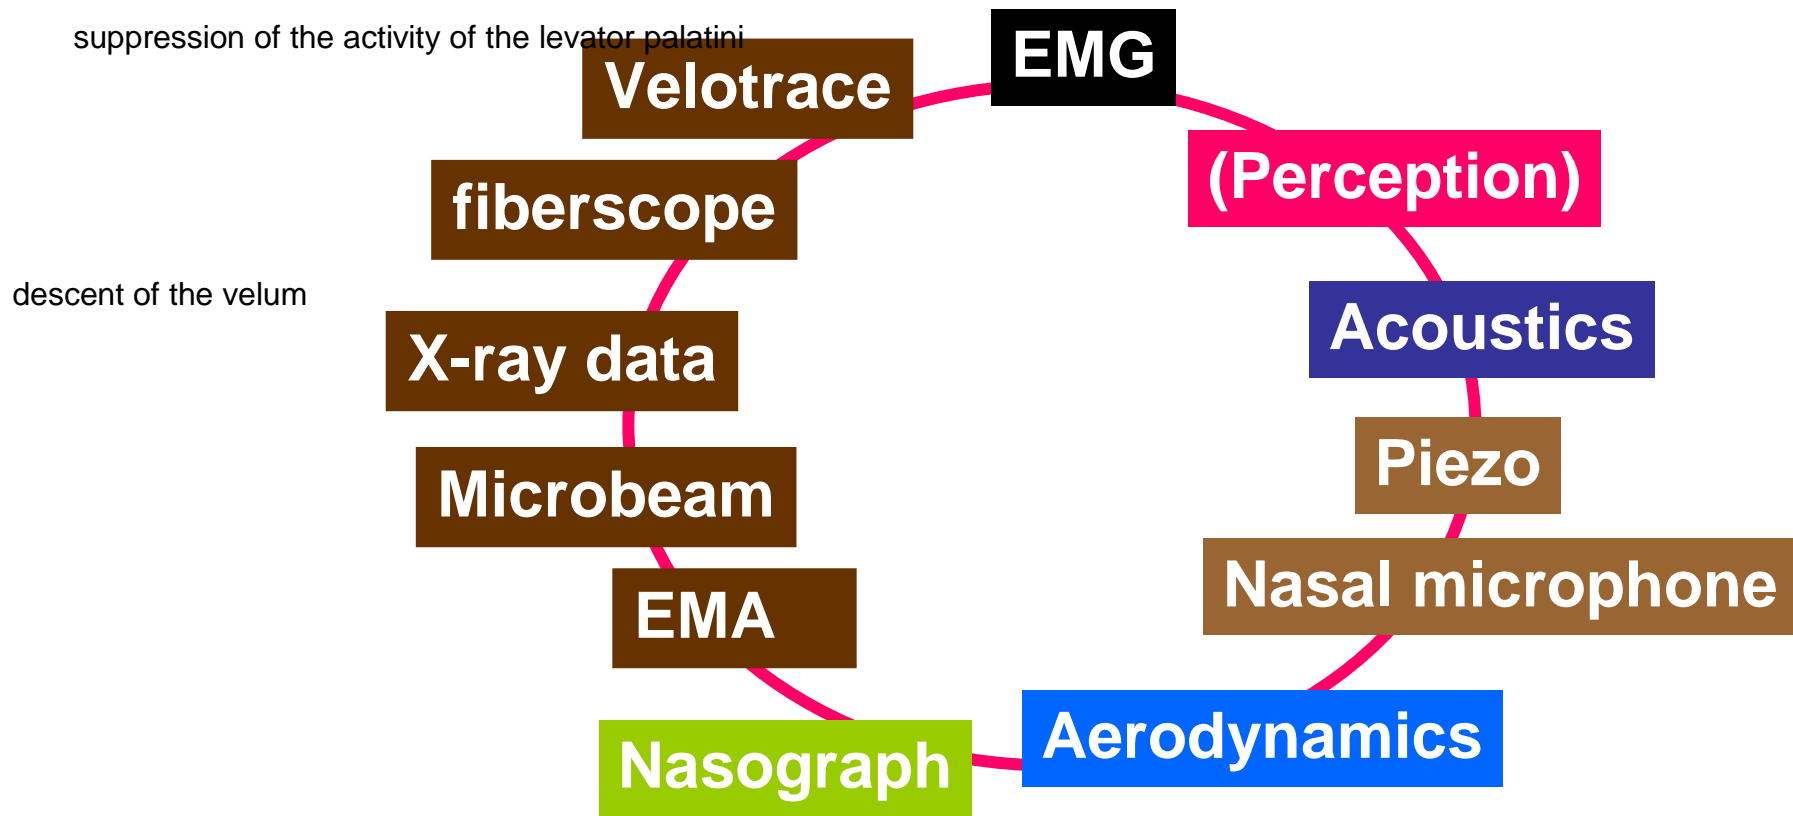 suppression of the activity of the levator palatini
EMG
Velotrace
(Perception)
fiberscope
descent of the velum
Acoustics
X-ray data
Piezo
Microbeam
Nasal microphone
EMA
Aerodynamics
Nasograph